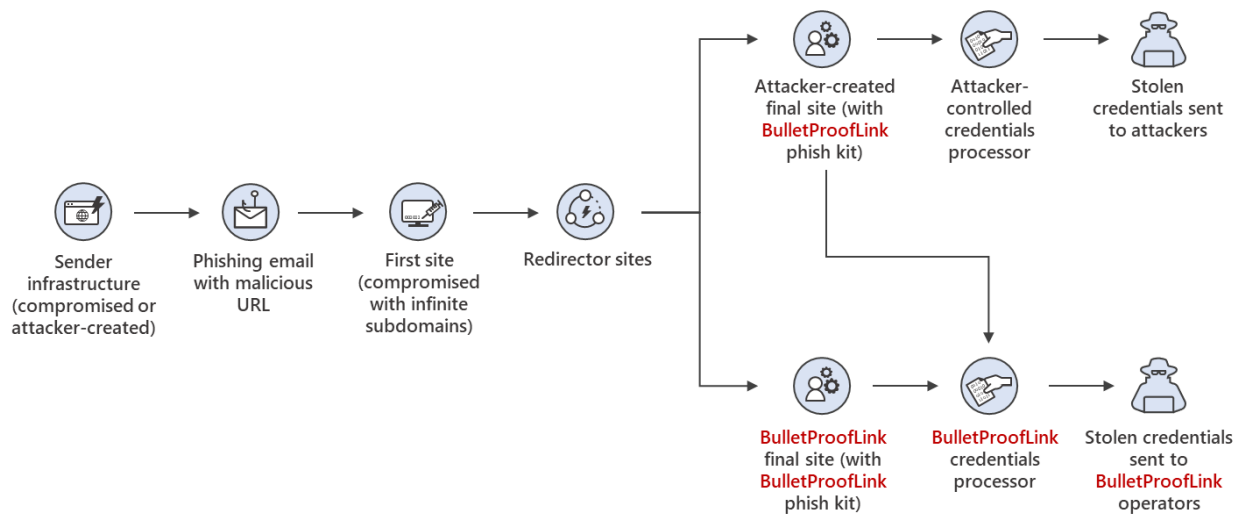 Attacker-created
final site (with
BulletProofLink
phish kit)
Attacker-
controlled
credentials
processor
Stolen
credentials sent
to attackers
Sender
infrastructure
(compromised or
attacker-created)
Phishing email
with malicious
URL
First site
(compromised
with infinite
subdomains)
Redirector sites
BulletProofLink
final site (with
BulletProofLink
phish kit)
BulletProofLink
credentials
processor
Stolen credentials
sent to
BulletProofLink
operators